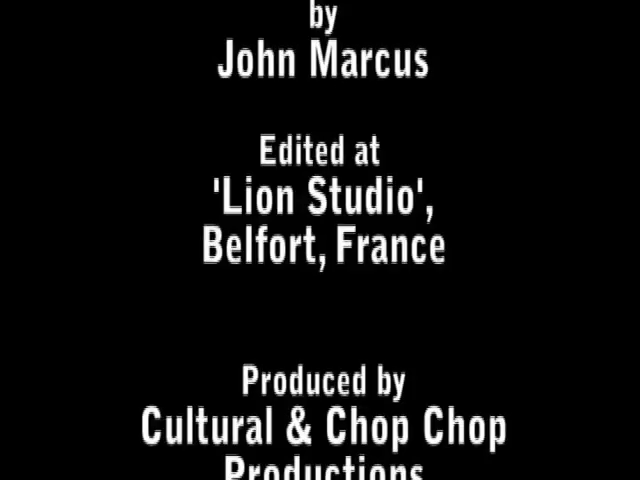 by
John Marcus
Edited at
'Lion Studio',
Belfort, France
Produced by
Cultural & Chop Chop
Productions